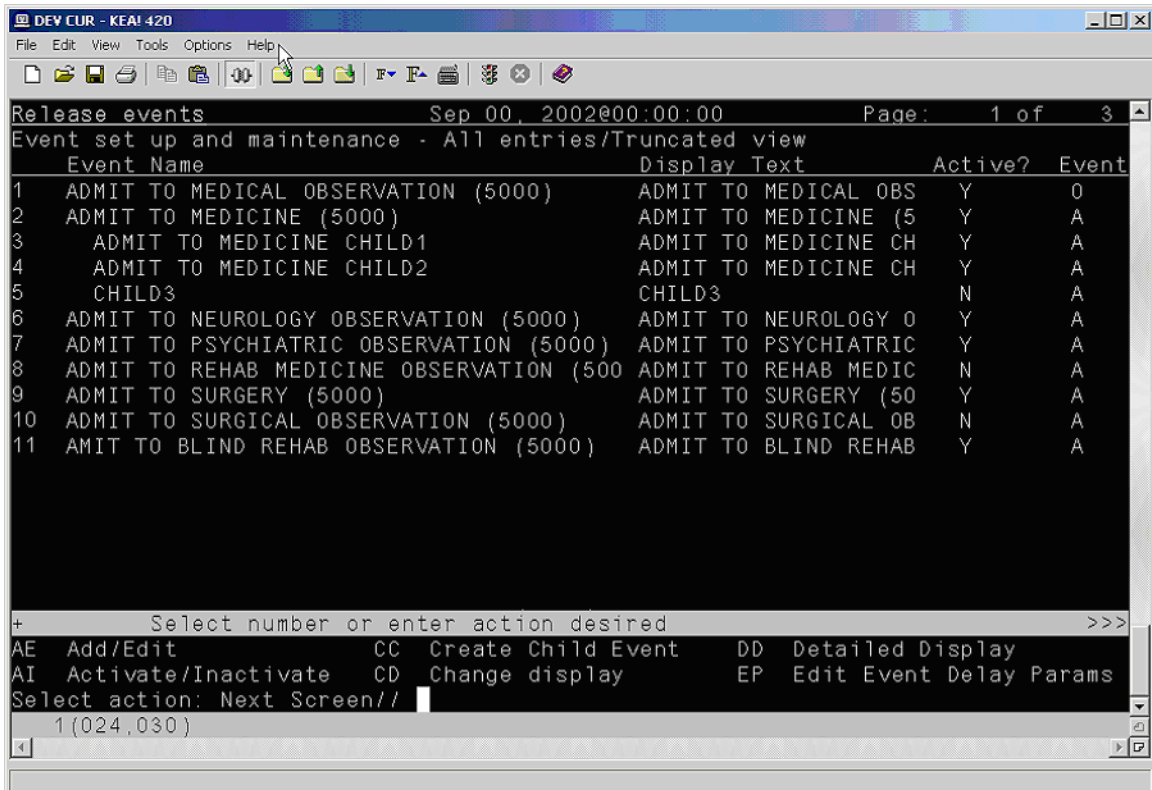 DEV CUR - KEA! 420
File Edit View Tools Options Help
Release events Sep 00, 2002@00:00:00 Page: 1 of 3
Event set up and maintenance - All entries/Truncated view
Event Name Display Text Active? Event
1 ADMIT TO MEDICAL OBSERVATION (5000) ADMIT TO MEDICAL OBS Y O
2 ADMIT TO MEDICINE (5000) ADMIT TO MEDICINE (5 Y A
3 ADMIT TO MEDICINE CHILD1 ADMIT TO MEDICINE CH Y A
4 ADMIT TO MEDICINE CHILD2 ADMIT TO MEDICINE CH Y A
5 CHILD3 CHILD3 N A
6 ADMIT TO NEUROLOGY OBSERVATION (5000) ADMIT TO NEUROLOGY O Y A
7 ADMIT TO PSYCHIATRIC OBSERVATION (5000) ADMIT TO PSYCHIATRIC Y A
8 ADMIT TO REHAB MEDICINE OBSERVATION (500 ADMIT TO REHAB MEDIC N A
9 ADMIT TO SURGERY (5000) ADMIT TO SURGERY (50 Y A
10 ADMIT TO SURGICAL OBSERVATION (5000) ADMIT TO SURGICAL OB N A
11 AMIT TO BLIND REHAB OBSERVATION (5000) ADMIT TO BLIND REHAB Y A
+ Select number or enter action desired >>>
AE Add/Edit CC Create Child Event DD Detailed Display
AI Activate/Inactivate CD Change display EP Edit Event Delay Params
Select action: Next Screen//
1(024,030)